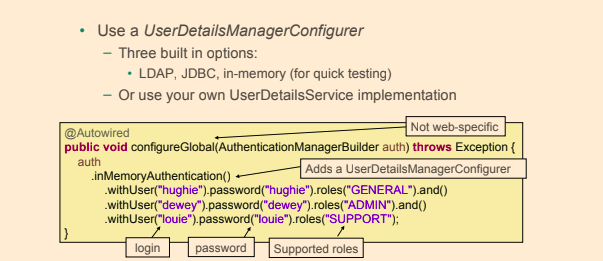 • Use a UserDetailsManagerConfigurer
– Three built in options:
• LDAP, JDBC, in-memory (for quick testing)
– Or use your own UserDetailsService implementation
Not web-specific
@Autowired
public void configureGlobal(AuthenticationManagerBuilder auth) throws Exception {
auth
Adds a UserDetailsManagerConfigurer
.inMemoryAuthentication()
.withUser("hughie").password("hughie").roles("GENERAL").and()
.withUser("dewey").password("dewey").roles("ADMIN").and()
.withUser("louie").password("louie").roles("SUPPORT");
}
login
password
Supported roles